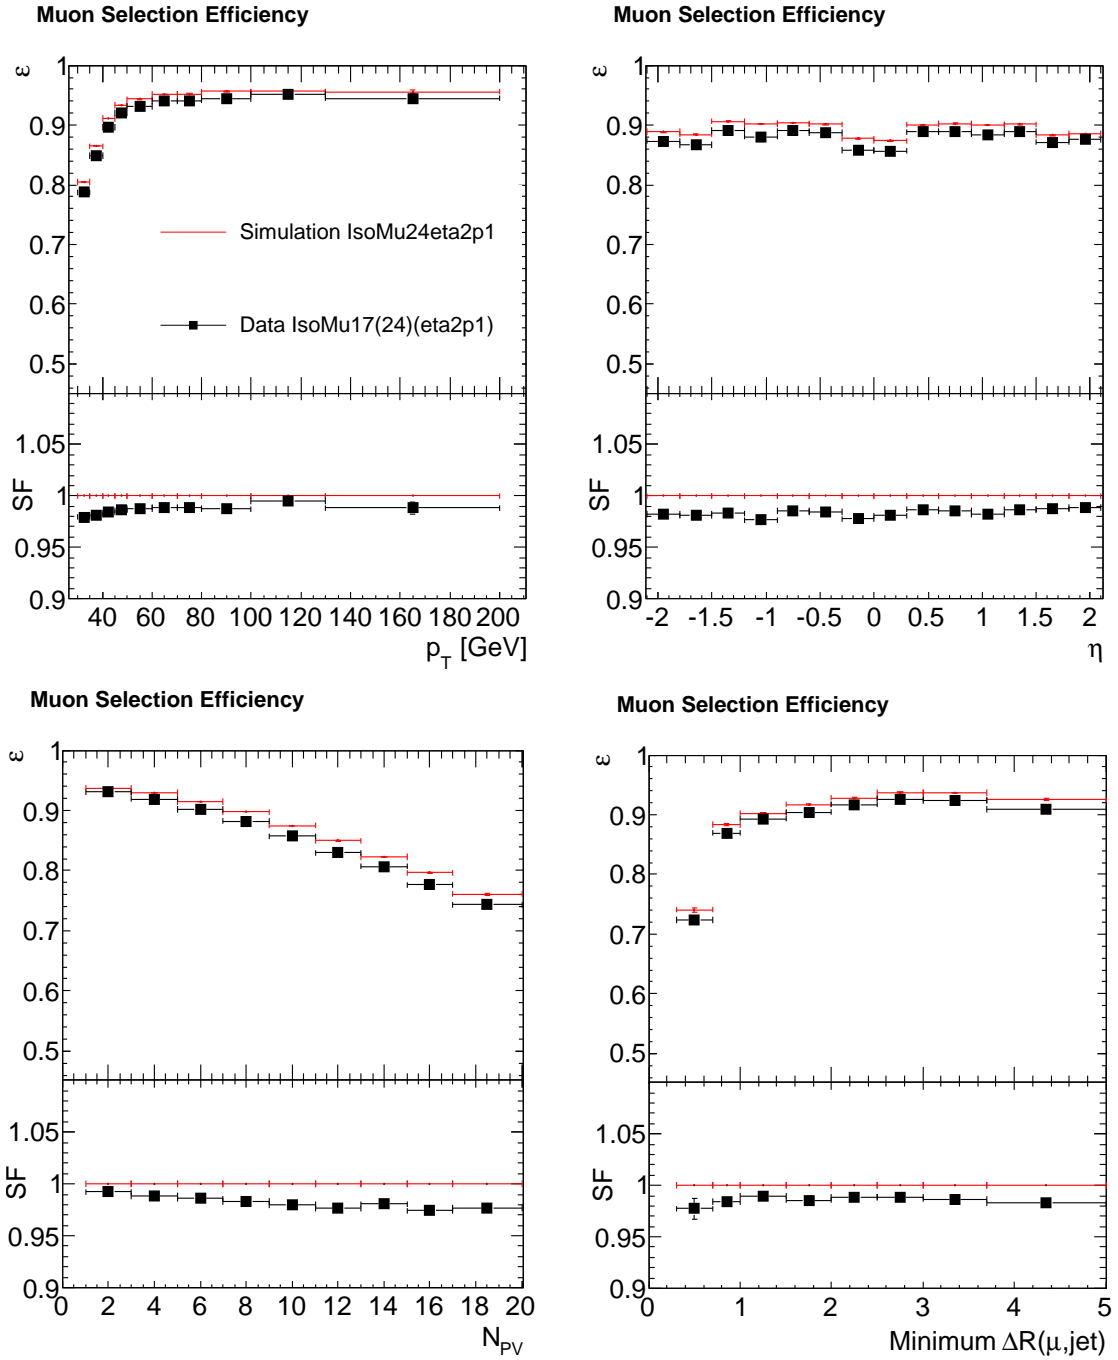 Muon Selection Efficiency
ε
1
0.9
0.8
0.7
0.6
0.5
Simulation IsoMu24eta2p1
Data IsoMu17(24)(eta2p1)
SF
1.05
1
0.95
0.9
40 60 80 100 120 140 160 180 200
p_T [GeV]
Muon Selection Efficiency
ε
1
0.9
0.8
0.7
0.6
0.5
SF
1.05
1
0.95
0.9
-2 -1.5 -1 -0.5 0 0.5 1 1.5 2
η
Muon Selection Efficiency
ε
1
0.9
0.8
0.7
0.6
0.5
SF
1.05
1
0.95
0.9
0 2 4 6 8 10 12 14 16 18 20
N_PV
Muon Selection Efficiency
ε
1
0.9
0.8
0.7
0.6
0.5
SF
1.05
1
0.95
0.9
0 1 2 3 4 5
Minimum ΔR(μ,jet)